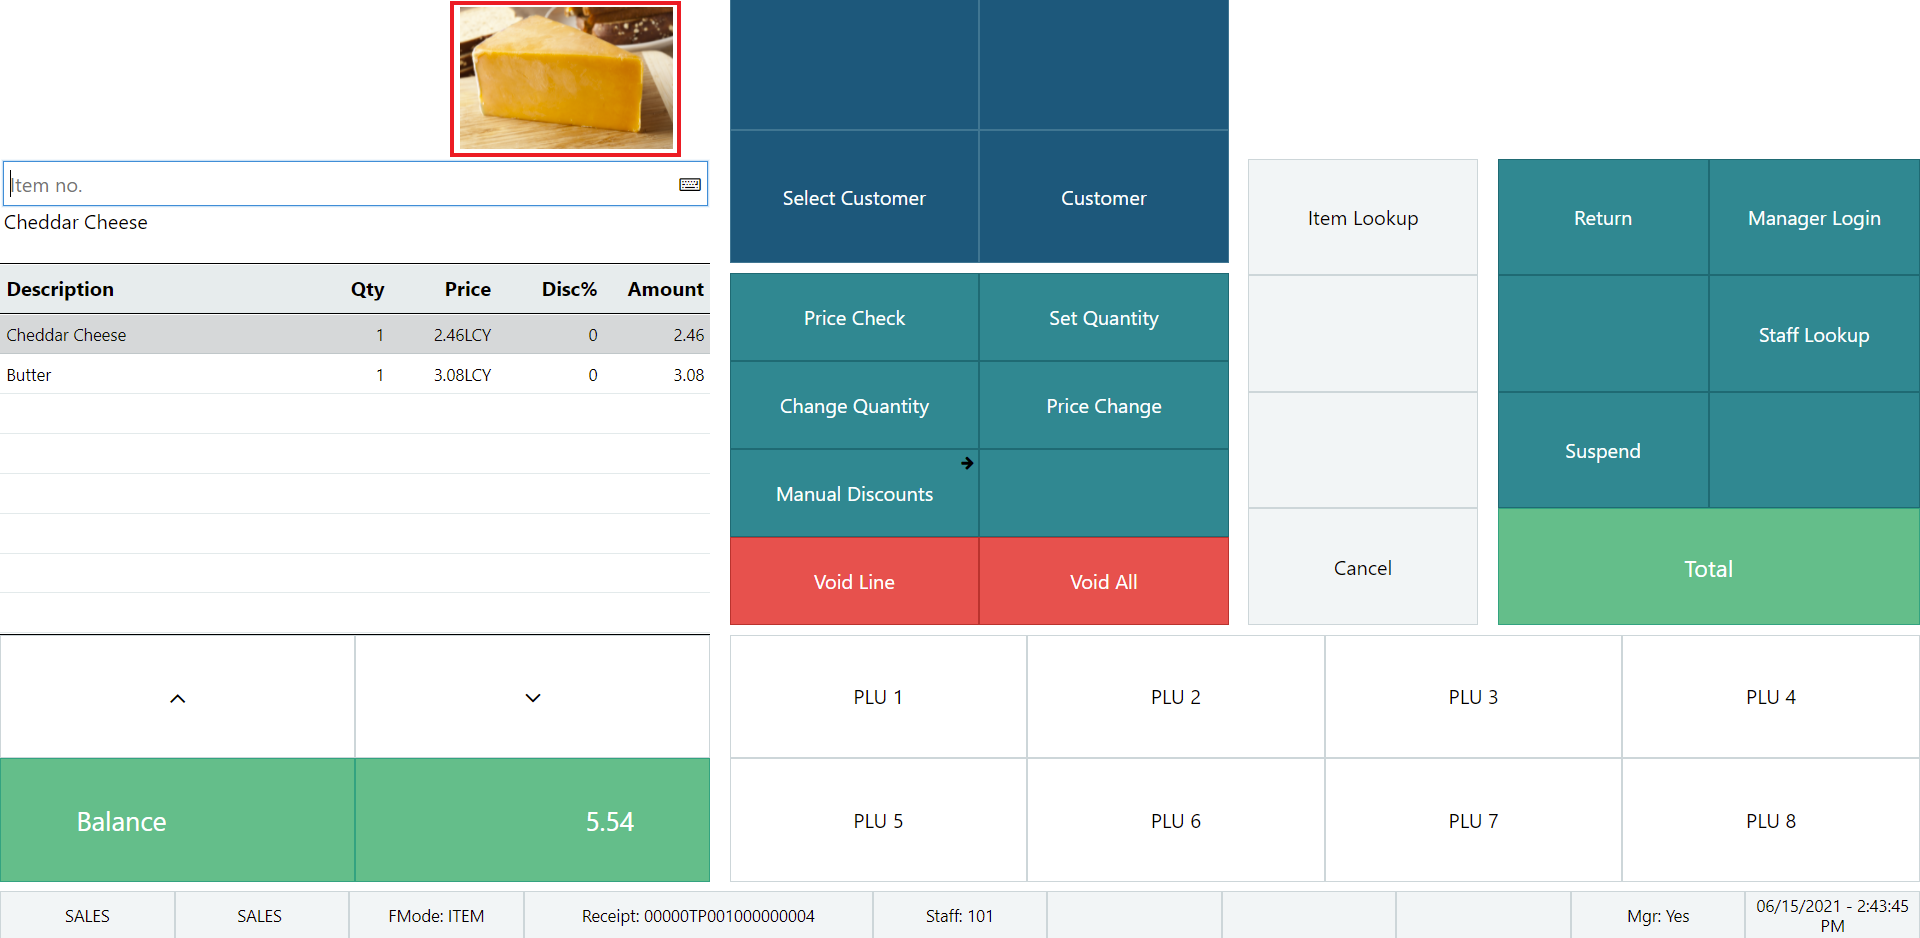 Item no.
Cheddar Cheese
Description Qty Price Disc% Amount
Cheddar Cheese 1 2.46LCY 0 2.46
Butter 1 3.08LCY 0 3.08
Balance 5.54
Select Customer Customer
Price Check Set Quantity
Change Quantity Price Change
Manual Discounts
Void Line Void All
Item Lookup
Cancel
Return Manager Login
Staff Lookup
Suspend
Total
PLU 1 PLU 2 PLU 3 PLU 4
PLU 5 PLU 6 PLU 7 PLU 8
SALES SALES FMode: ITEM Receipt: 00000TP001000000004 Staff: 101 Mgr: Yes 06/15/2021 - 2:43:45
PM